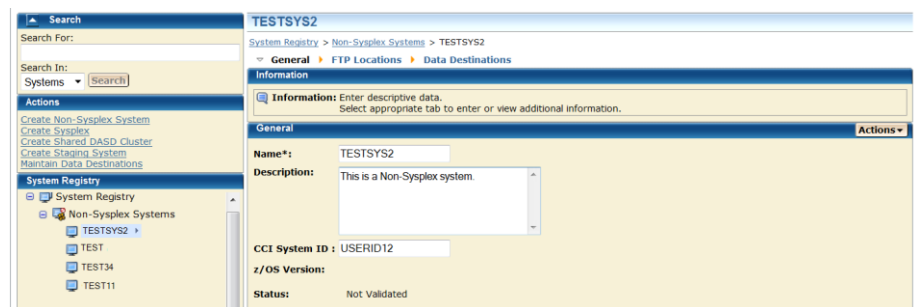 Search
Search For:
Search In:
Systems Search
Actions
Create Non-Sysplex System
Create Sysplex
Create Shared DASD Cluster
Create Staging System
Maintain Data Destinations
System Registry
System Registry
Non-Sysplex Systems
TESTSYS2
TEST
TEST34
TEST11
TESTSYS2
System Registry > Non-Sysplex Systems > TESTSYS2
General FTP Locations Data Destinations
Information
Information: Enter descriptive data.
Select appropriate tab to enter or view additional information.
General Actions
Name*: TESTSYS2
Description: This is a Non-Sysplex system.
CCI System ID : USERID12
z/OS Version:
Status: Not Validated